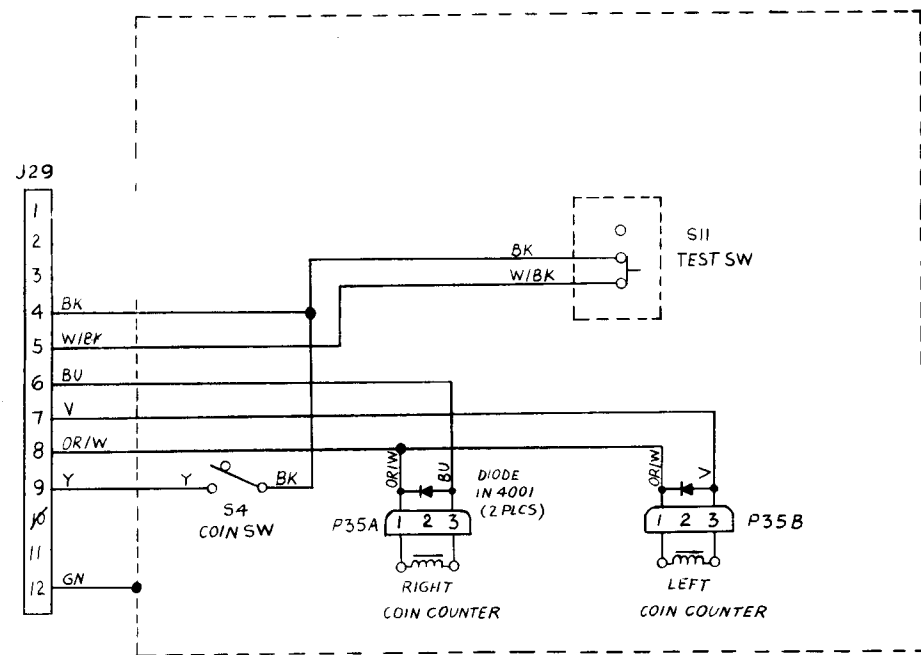 J29
1
2
3
4 BK
5 W/BK
6 BU
7 V
8 OR/W
9 Y
10
11
12 GN
BK
W/BK
S11
TEST SW
Y
BK
S4
COIN SW
OR/W
BU
DIODE
IN 4001
(2 PLCS)
P35A
1 2 3
RIGHT
COIN COUNTER
OR/W
V
1 2 3
P35B
LEFT
COIN COUNTER